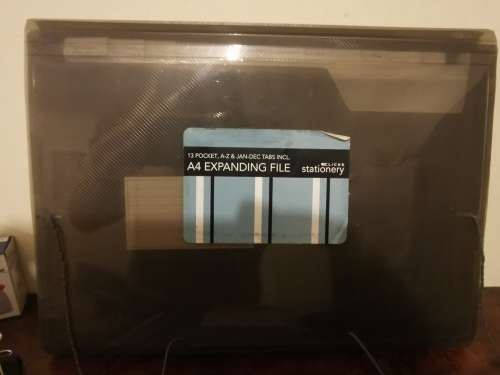 13 POCKET, A-Z & JAN-DEC TABS INCL.
A4 EXPANDING FILE
CLICKS
stationery